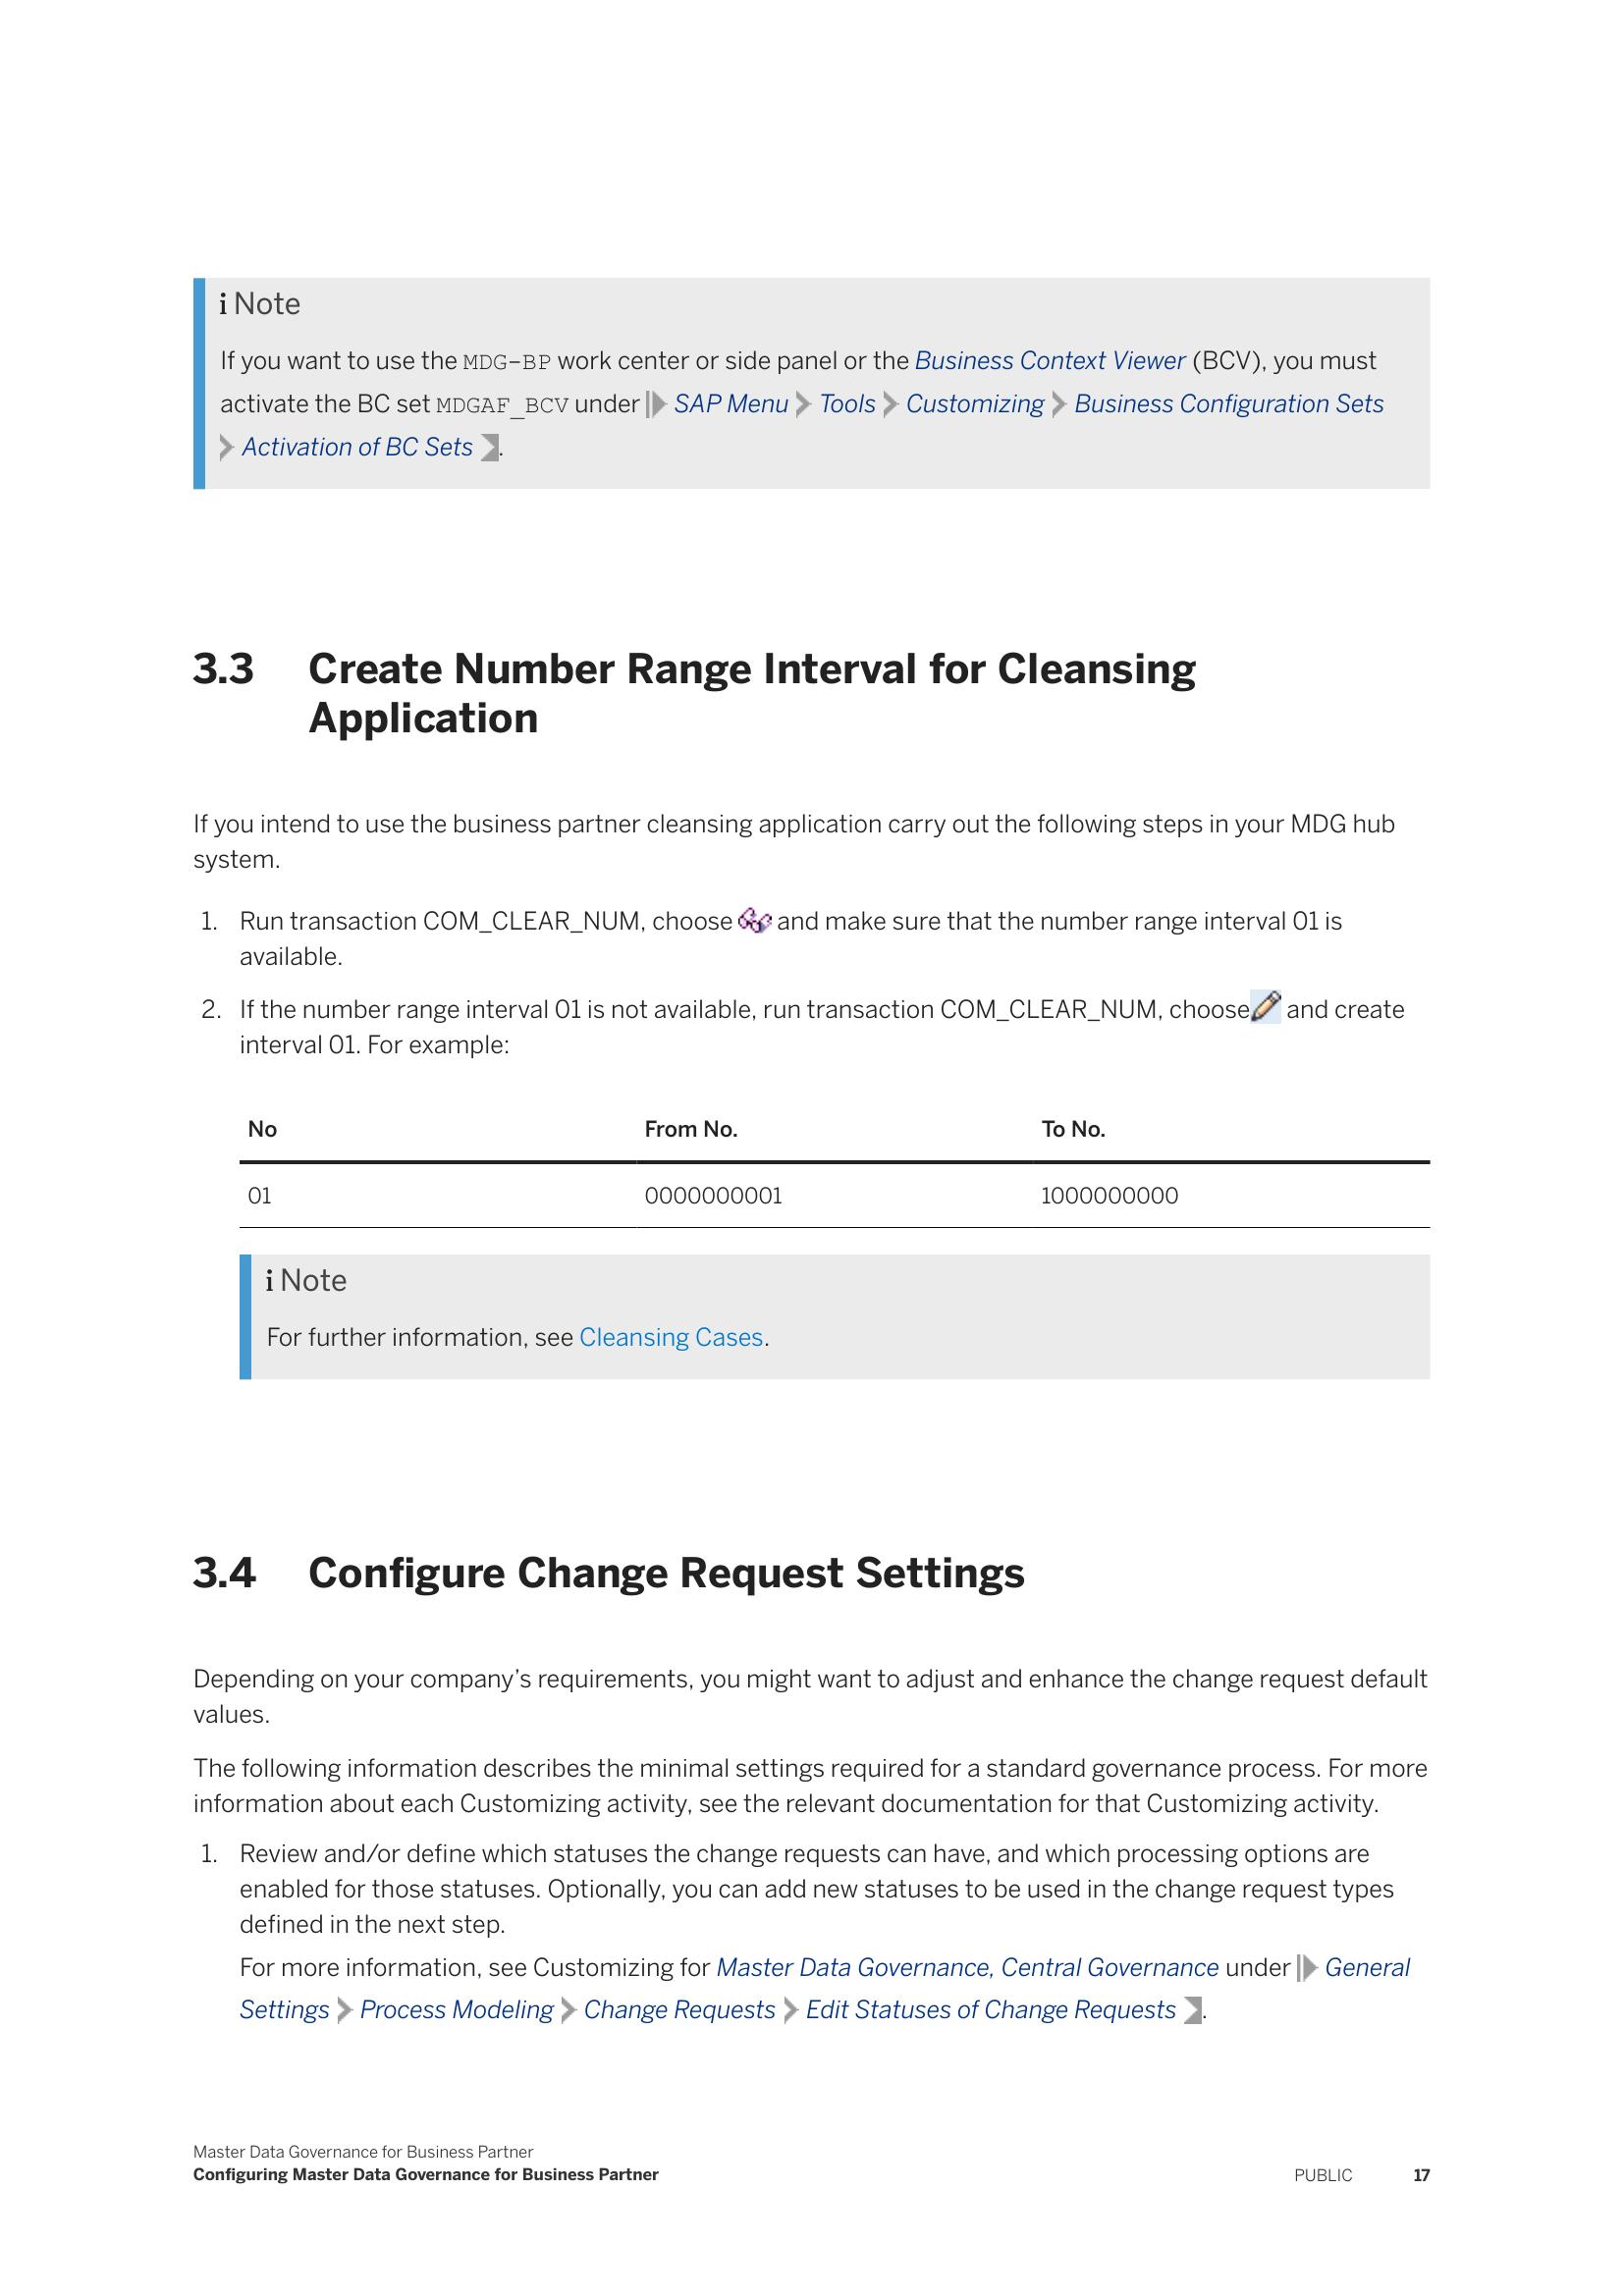 i Note
If you want to use the MDG-BP work center or side panel or the Business Context Viewer (BCV), you must
activate the BC set MDGAF_BCV under SAP Menu Tools Customizing Business Configuration Sets
Activation of BC Sets .
3.3 Create Number Range Interval for Cleansing
Application
If you intend to use the business partner cleansing application carry out the following steps in your MDG hub
system.
1. Run transaction COM_CLEAR_NUM, choose and make sure that the number range interval 01 is
available.
2. If the number range interval 01 is not available, run transaction COM_CLEAR_NUM, choose and create
interval 01. For example:
No From No. To No.
01 0000000001 1000000000
i Note
For further information, see Cleansing Cases.
3.4 Configure Change Request Settings
Depending on your company’s requirements, you might want to adjust and enhance the change request default
values.
The following information describes the minimal settings required for a standard governance process. For more
information about each Customizing activity, see the relevant documentation for that Customizing activity.
1. Review and/or define which statuses the change requests can have, and which processing options are
enabled for those statuses. Optionally, you can add new statuses to be used in the change request types
defined in the next step.
For more information, see Customizing for Master Data Governance, Central Governance under General
Settings Process Modeling Change Requests Edit Statuses of Change Requests .
Master Data Governance for Business Partner
Configuring Master Data Governance for Business Partner PUBLIC 17